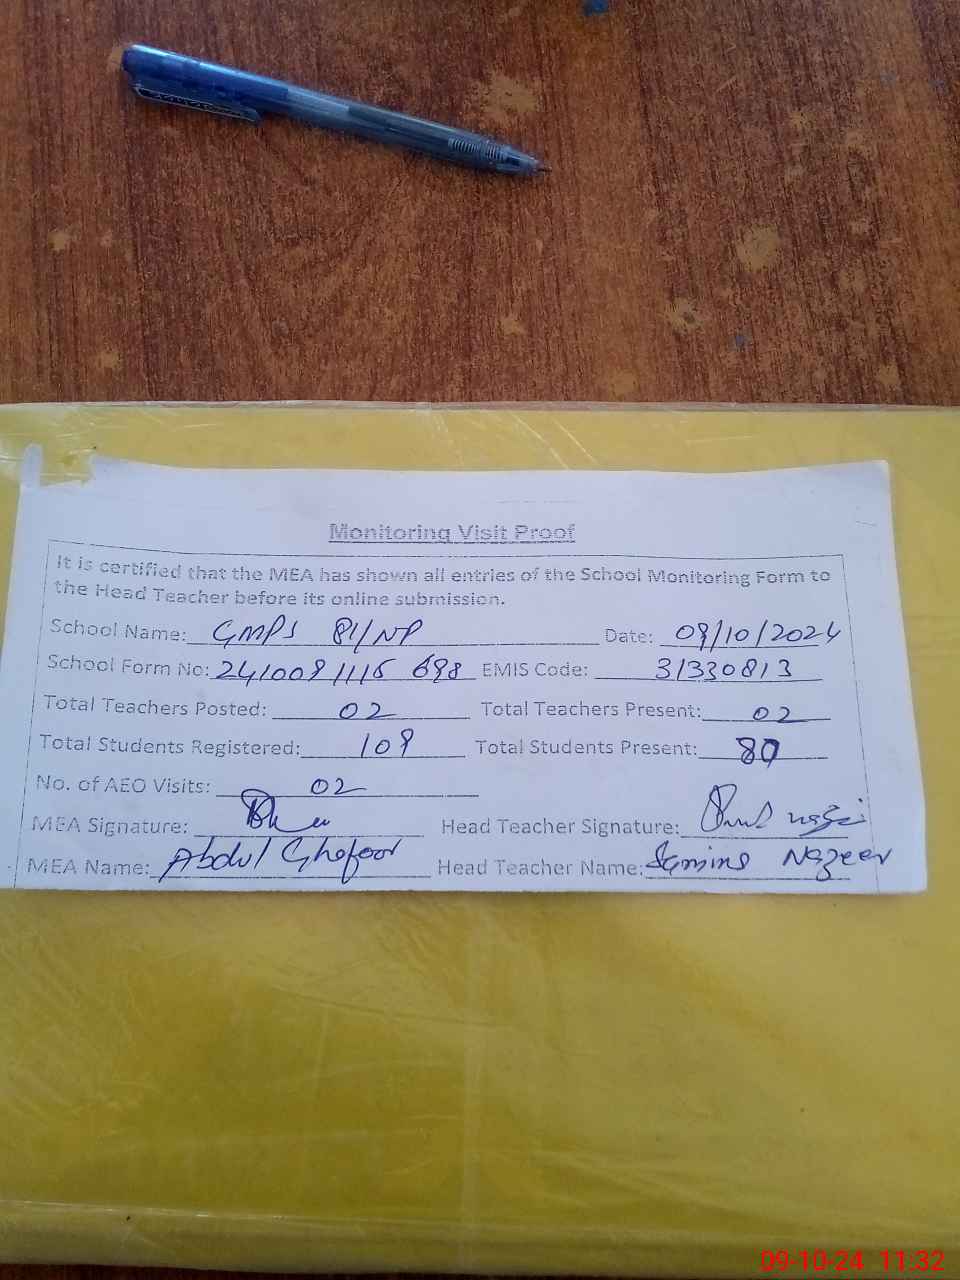 Monitoring Visit Proof
It is certified that the MEA has shown all entries of the School Monitoring Form to
the Head Teacher before its online submission.
School Name: GMPS 81/NP Date: 09/10/2024
School Form No: 241009 1115 698 EMIS Code: 31330813
Total Teachers Posted: 02 Total Teachers Present: 02
Total Students Registered: 109 Total Students Present: 80
No. of AEO Visits: 02
MEA Signature: Head Teacher Signature:
MEA Name: Abdul Ghafoor Head Teacher Name: Samina Nazeer
09-10-24 11:32